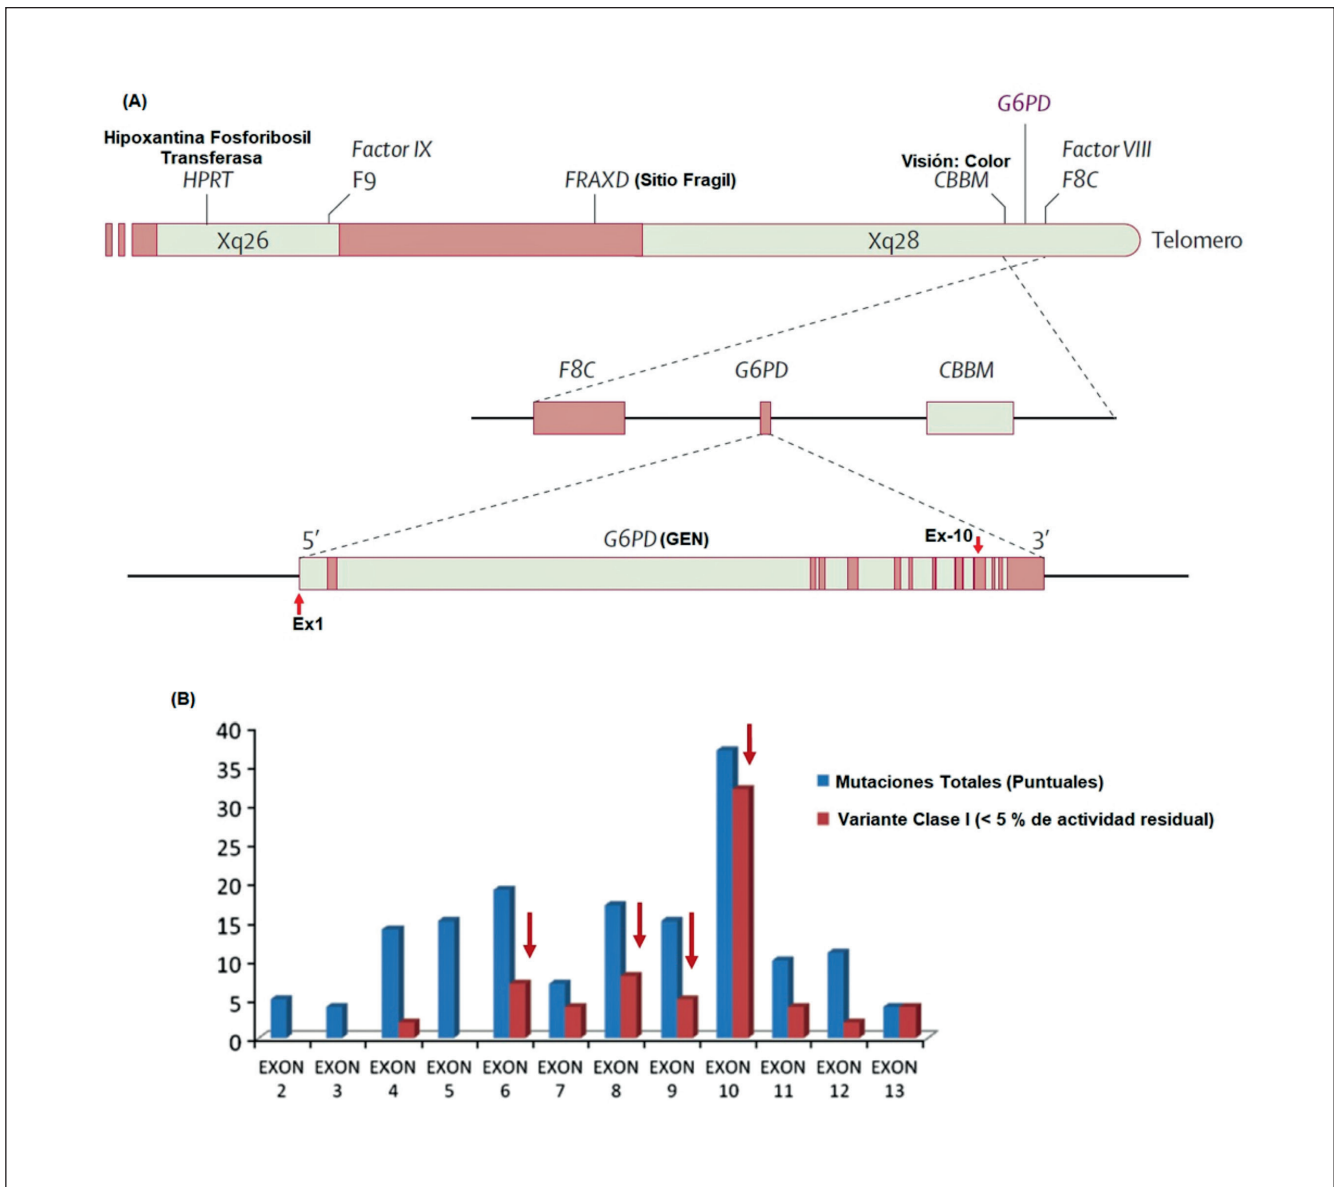 (A)
G6PD
Hipoxantina Fosforibosil
Transferasa
HPRT
Factor IX
F9
FRAXD (Sitio Fragil)
Visión: Color
CBBM
Factor VIII
F8C
Xq26
Xq28
Telomero
F8C
G6PD
CBBM
5'
G6PD (GEN)
Ex-10
3'
Ex1
(B)
40
35
30
25
20
15
10
5
0
Mutaciones Totales (Puntuales)
Variante Clase I (< 5 % de actividad residual)
EXON 2
EXON 3
EXON 4
EXON 5
EXON 6
EXON 7
EXON 8
EXON 9
EXON 10
EXON 11
EXON 12
EXON 13